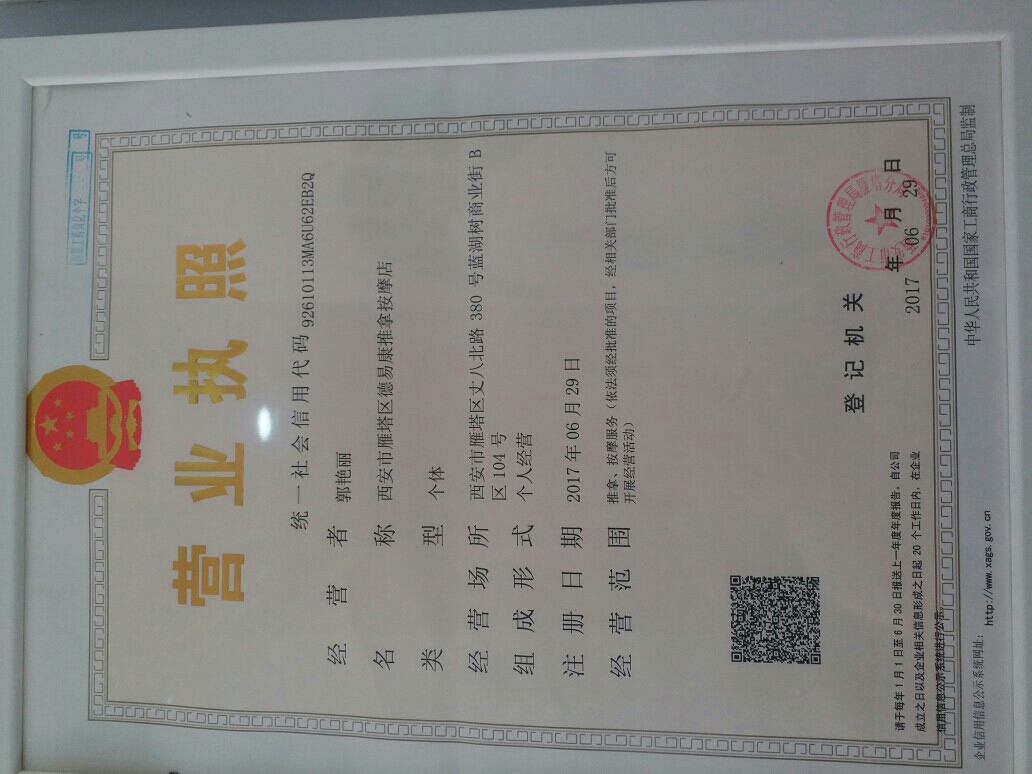 营业执照
统一社会信用代码 92610113MA6U62EB2Q
经营者 郭艳丽
名称 西安市雁塔区德易康推拿按摩店
类型 个体
经营场所 西安市雁塔区丈八北路 380 号蓝湖树商业街 B
区 104 号
组成形式 个人经营
注册日期 2017 年 06 月 29 日
经营范围 推拿、按摩服务（依法须经批准的项目，经相关部门批准后方可
开展经营活动）
登记机关
2017 年 06 月 29 日
请于每年 1 月 1 日至 6 月 30 日报送上一年度年度报告。自公司
成立之日以及企业相关信息形成之日起 20 个工作日内，在企业
信用信息公示系统进行公示。
企业信用信息公示系统网址： http://www.xags.gov.cn
中华人民共和国国家工商行政管理总局监制